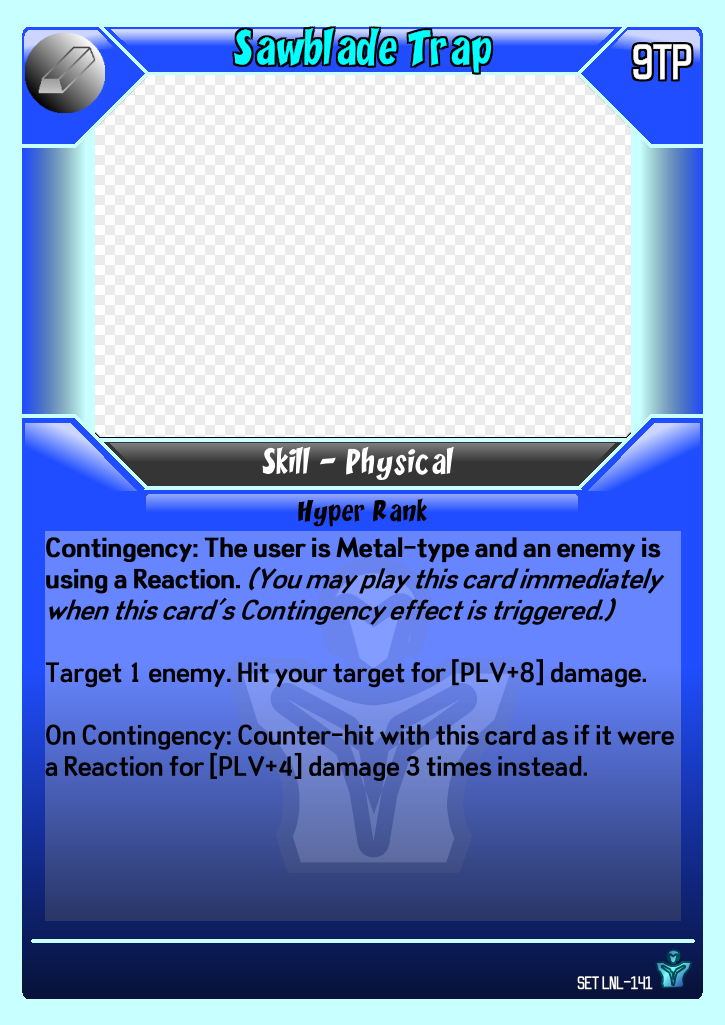 Sawblade Trap
9TP
Skill - Physical
Hyper Rank
Contingency: The user is Metal-type and an enemy is
using a Reaction. (You may play this card immediately
when this card's Contingency effect is triggered.)
Target 1 enemy. Hit your target for [PLV+8] damage.
On Contingency: Counter-hit with this card as if it were
a Reaction for [PLV+4] damage 3 times instead.
SET LNL-141